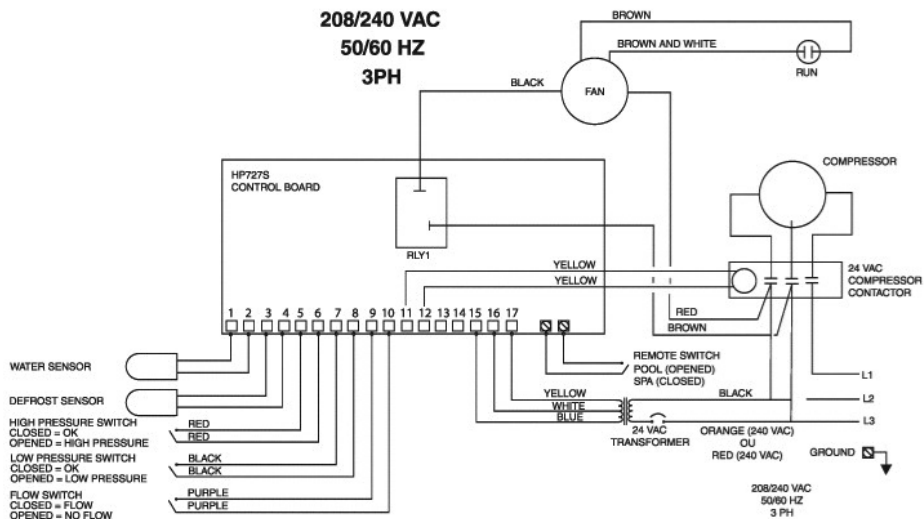 208/240 VAC
50/60 HZ
3PH
BROWN
BROWN AND WHITE
RUN
BLACK
FAN
HP727S
CONTROL BOARD
COMPRESSOR
RLY1
YELLOW
YELLOW
24 VAC
COMPRESSOR
CONTACTOR
1 2 3 4 5 6 7 8 9 10 11 12 13 14 15 16 17
RED
BROWN
WATER SENSOR
REMOTE SWITCH
POOL (OPENED)
SPA (CLOSED)
L1
DEFROST SENSOR
YELLOW
BLACK
L2
WHITE
HIGH PRESSURE SWITCH
CLOSED = OK
OPENED = HIGH PRESSURE
RED
RED
BLUE
L3
24 VAC
TRANSFORMER
ORANGE (240 VAC)
OU
RED (240 VAC)
GROUND
LOW PRESSURE SWITCH
CLOSED = OK
OPENED = LOW PRESSURE
BLACK
BLACK
FLOW SWITCH
CLOSED = FLOW
OPENED = NO FLOW
PURPLE
PURPLE
208/240 VAC
50/60 HZ
3 PH